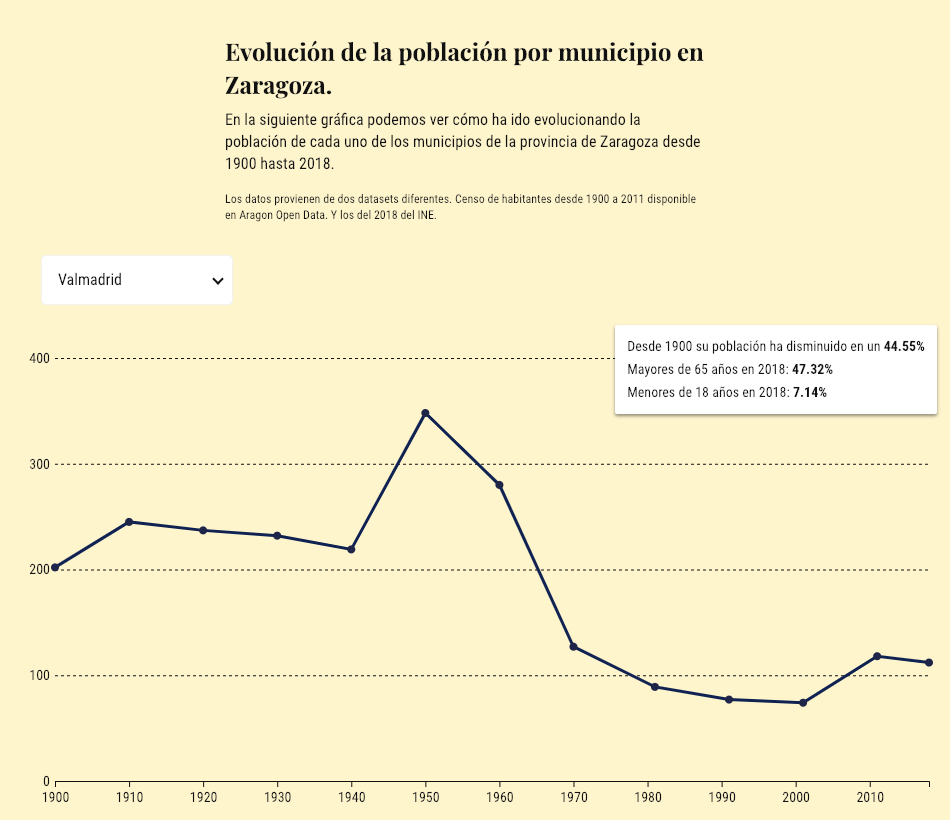 Evolución de la población por municipio en
Zaragoza.
En la siguiente gráfica podemos ver cómo ha ido evolucionando la
población de cada uno de los municipios de la provincia de Zaragoza desde
1900 hasta 2018.
Los datos provienen de dos datasets diferentes. Censo de habitantes desde 1900 a 2011 disponible
en Aragon Open Data. Y los del 2018 del INE.
Valmadrid
Desde 1900 su población ha disminuido en un 44.55%
Mayores de 65 años en 2018: 47.32%
Menores de 18 años en 2018: 7.14%
400
300
200
100
0
1900 1910 1920 1930 1940 1950 1960 1970 1980 1990 2000 2010